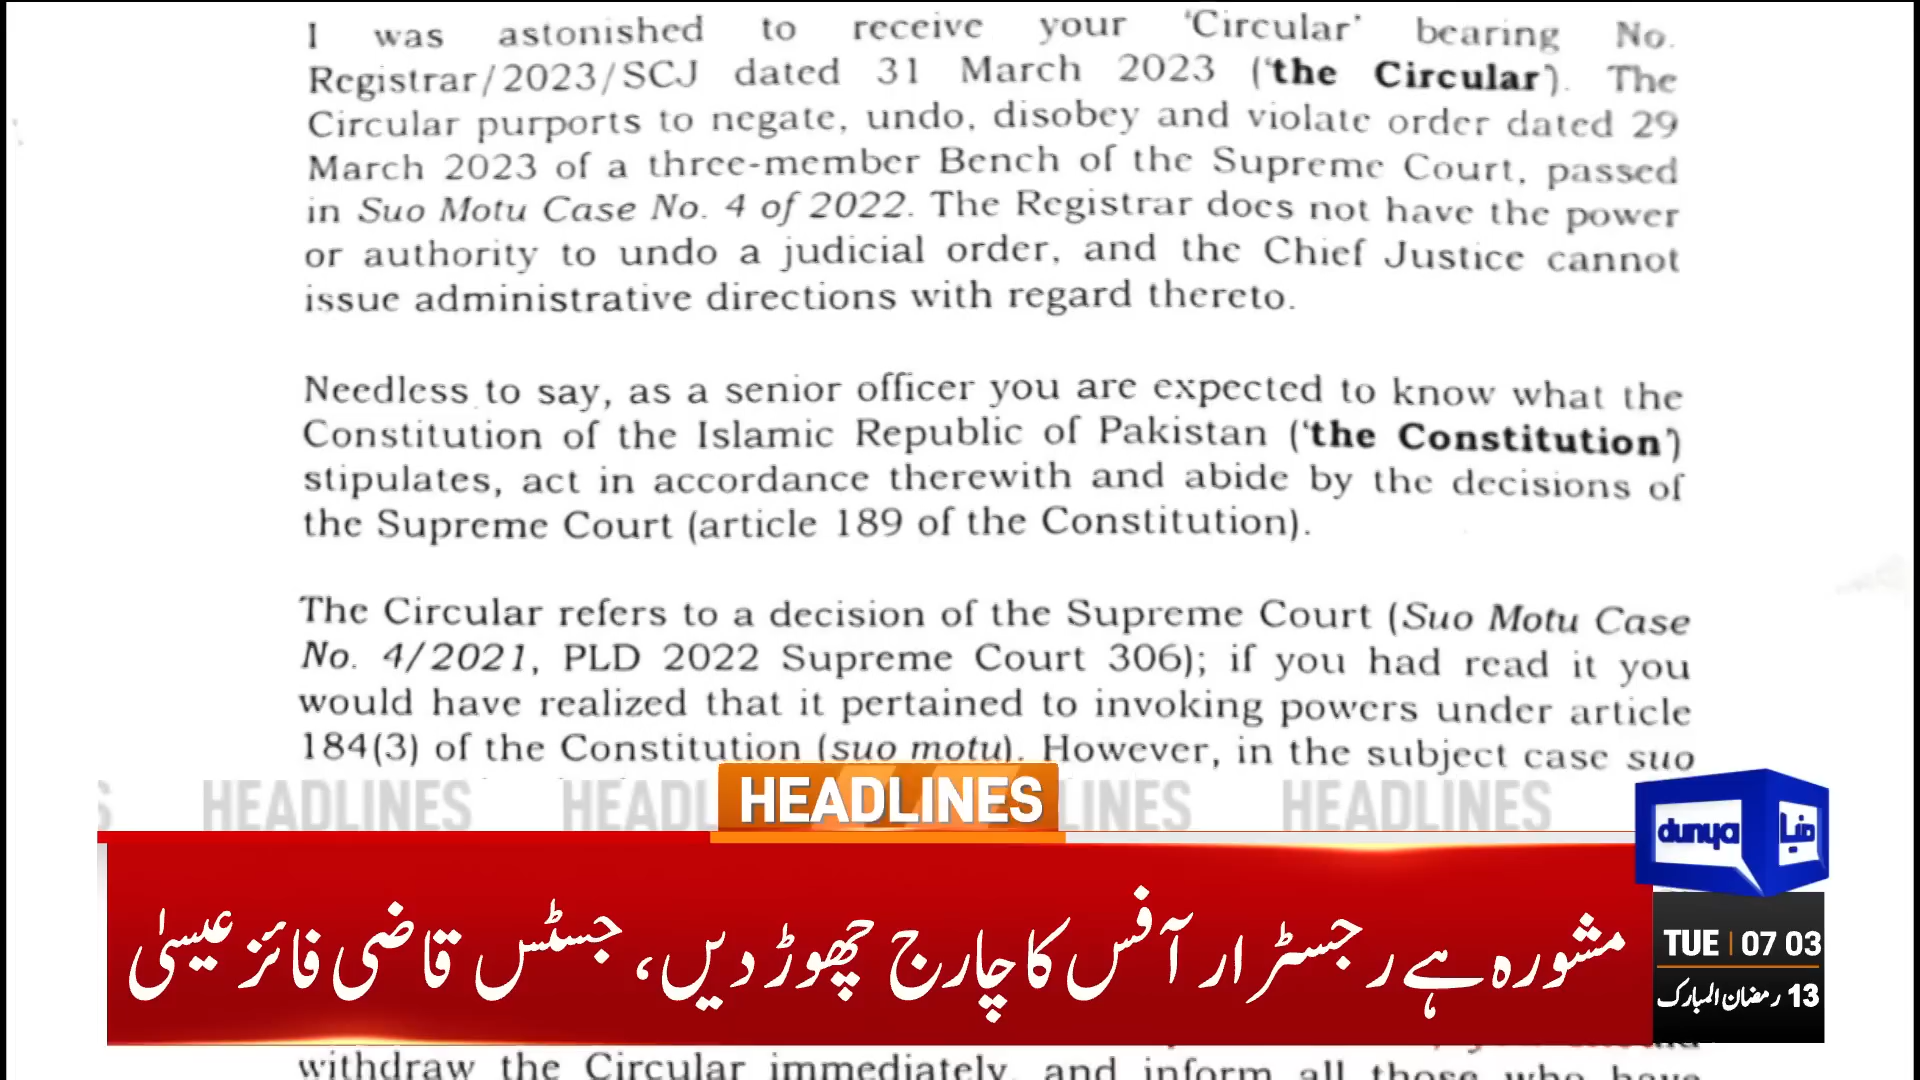 I was astonished to receive your 'Circular' bearing No.
Registrar/2023/SCJ dated 31 March 2023 ('the Circular'). The
Circular purports to negate, undo, disobey and violate order dated 29
March 2023 of a three-member Bench of the Supreme Court, passed
in Suo Motu Case No. 4 of 2022. The Registrar does not have the power
or authority to undo a judicial order, and the Chief Justice cannot
issue administrative directions with regard thereto.
Needless to say, as a senior officer you are expected to know what the
Constitution of the Islamic Republic of Pakistan ('the Constitution')
stipulates, act in accordance therewith and abide by the decisions of
the Supreme Court (article 189 of the Constitution).
The Circular refers to a decision of the Supreme Court (Suo Motu Case
No. 4/2021, PLD 2022 Supreme Court 306); if you had read it you
would have realized that it pertained to invoking powers under article
184(3) of the Constitution (suo motu). However, in the subject case suo
HEADLINES HEADLINES HEADLINES
HEADLINES
dunya دنیا
مشورہ ہے رجسٹرار آفس کا چارج چھوڑ دیں، جسٹس قاضی فائز عیسیٰ
TUE 07 03
13 رمضان المبارک
withdraw the Circular immediately, and inform all those who have